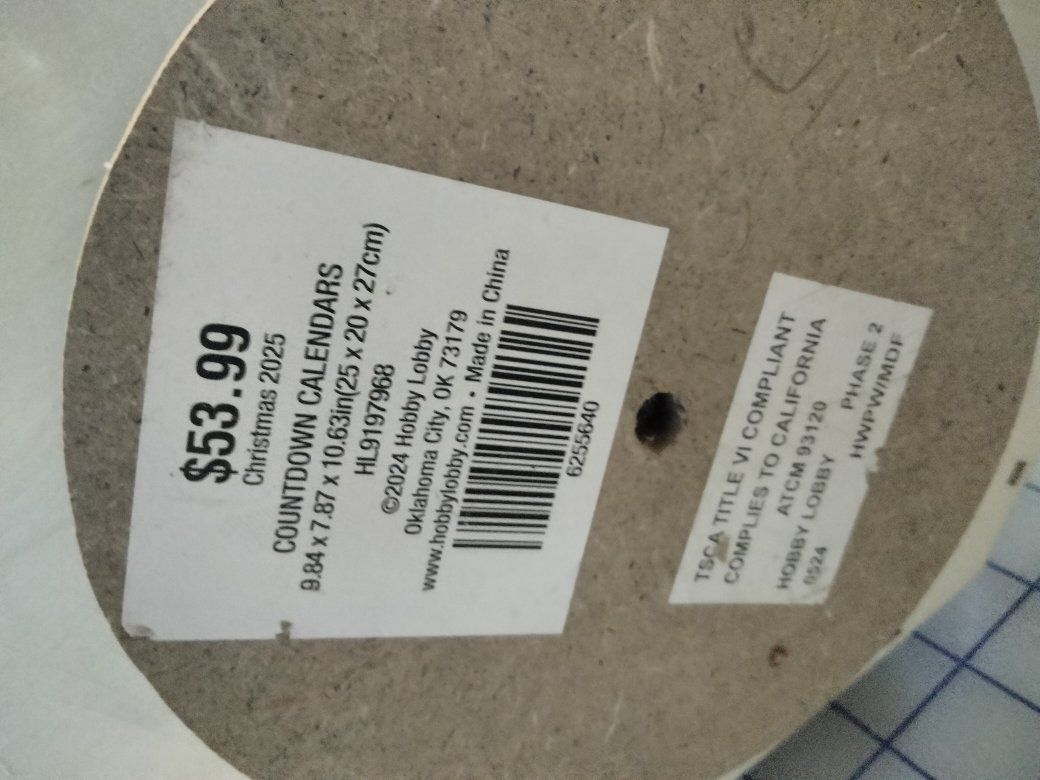 $53.99
Christmas 2025
COUNTDOWN CALENDARS
9.84 x 7.87 x 10.63in(25 x 20 x 27cm)
HL9197968
©2024 Hobby Lobby
Oklahoma City, OK 73179
www.hobbylobby.com • Made in China
6255640
TSCA TITLE VI COMPLIANT
COMPLIES TO CALIFORNIA
ATCM 93120
HOBBY LOBBY PHASE 2
0524 HWPW/MDF